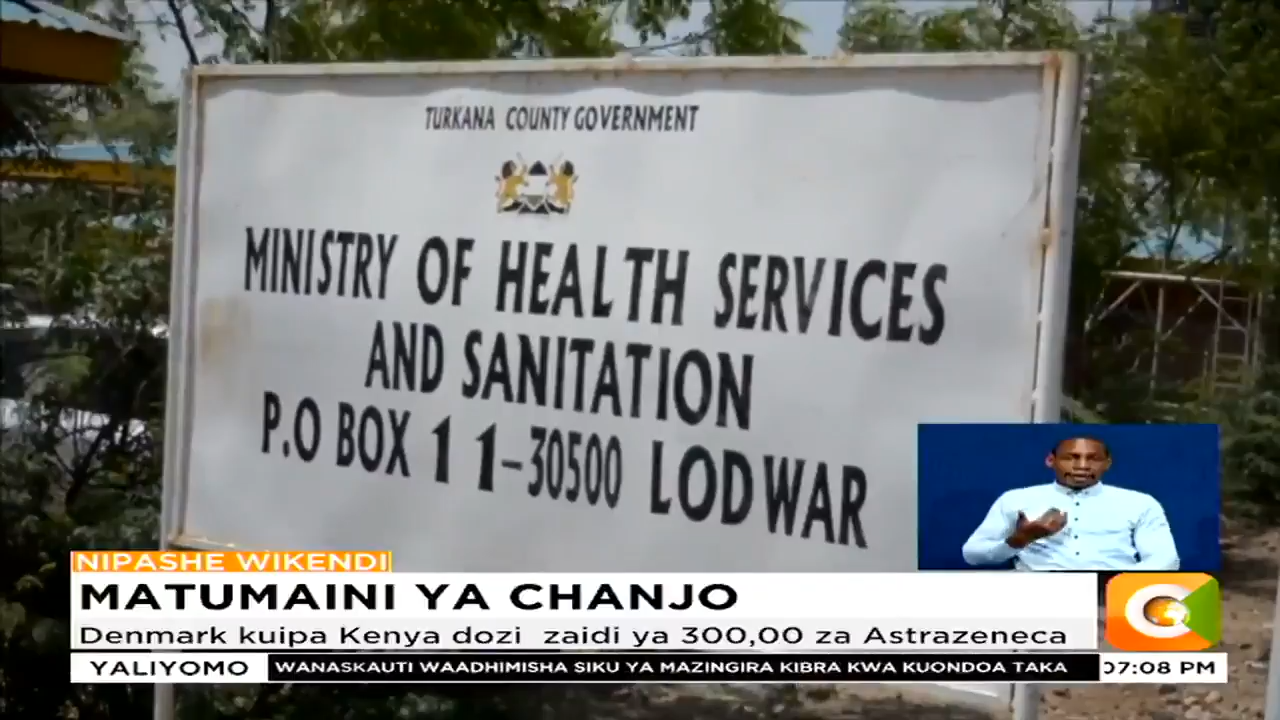 TURKANA COUNTY GOVERNMENT
MINISTRY OF HEALTH SERVICES
AND SANITATION
P.O BOX 11-30500 LODWAR
NIPASHE WIKENDI
MATUMAINI YA CHANJO
Denmark kuipa Kenya dozi zaidi ya 300,00 za Astrazeneca
YALIYOMO WANASKAUTI WAADHIMISHA SIKU YA MAZINGIRA KIBRA KWA KUONDOA TAKA 07:08 PM